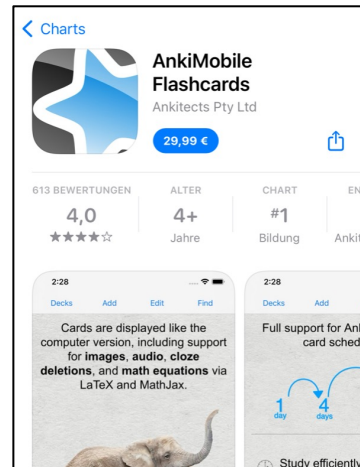 Charts
AnkiMobile
Flashcards
Ankitects Pty Ltd
29,99 €
613 BEWERTUNGEN
4,0
★★★★☆
ALTER
4+
Jahre
CHART
#1
Bildung
EN
Ankit
2:28
Decks Add Edit Find
Cards are displayed like the
computer version, including support
for images, audio, cloze
deletions, and math equations via
LaTeX and MathJax.
2:28
Decks Add
Full support for An
card sched
1
day
4
days
Study efficiently